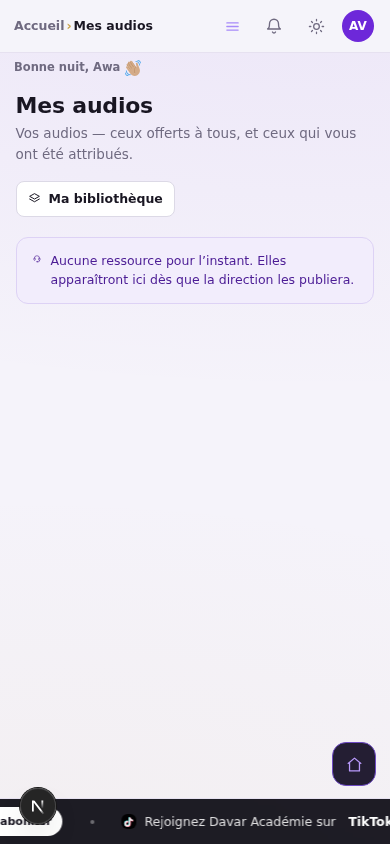 Accueil › Mes audios
AV
Bonne nuit, Awa 👋🏽
Mes audios
Vos audios — ceux offerts à tous, et ceux qui vous
ont été attribués.
Ma bibliothèque
Aucune ressource pour l’instant. Elles
apparaîtront ici dès que la direction les publiera.
N
• Rejoignez Davar Académie sur TikTok